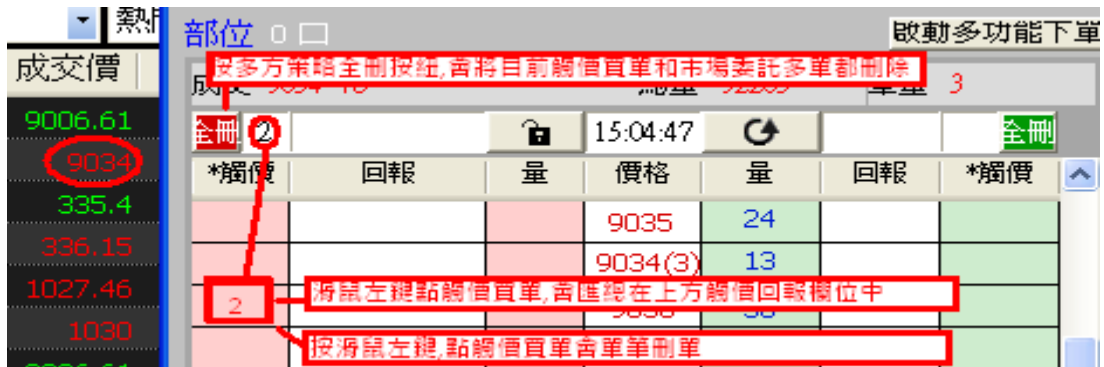 部位 0
啟動多功能下單
成交價
按多方策略全刪按紐,會將目前觸價買單和市場委託多單都刪除
3
9006.61
全刪 2
15:04:47
全刪
9034
*觸價 回報 量 價格 量 回報 *觸價
335.4
9035 24
336.15
9034(3) 13
1027.46
2
滑鼠左鍵點觸價買單,會匯總在上方觸價回報欄位中
1030
按滑鼠左鍵,點觸價買單會單筆刪單